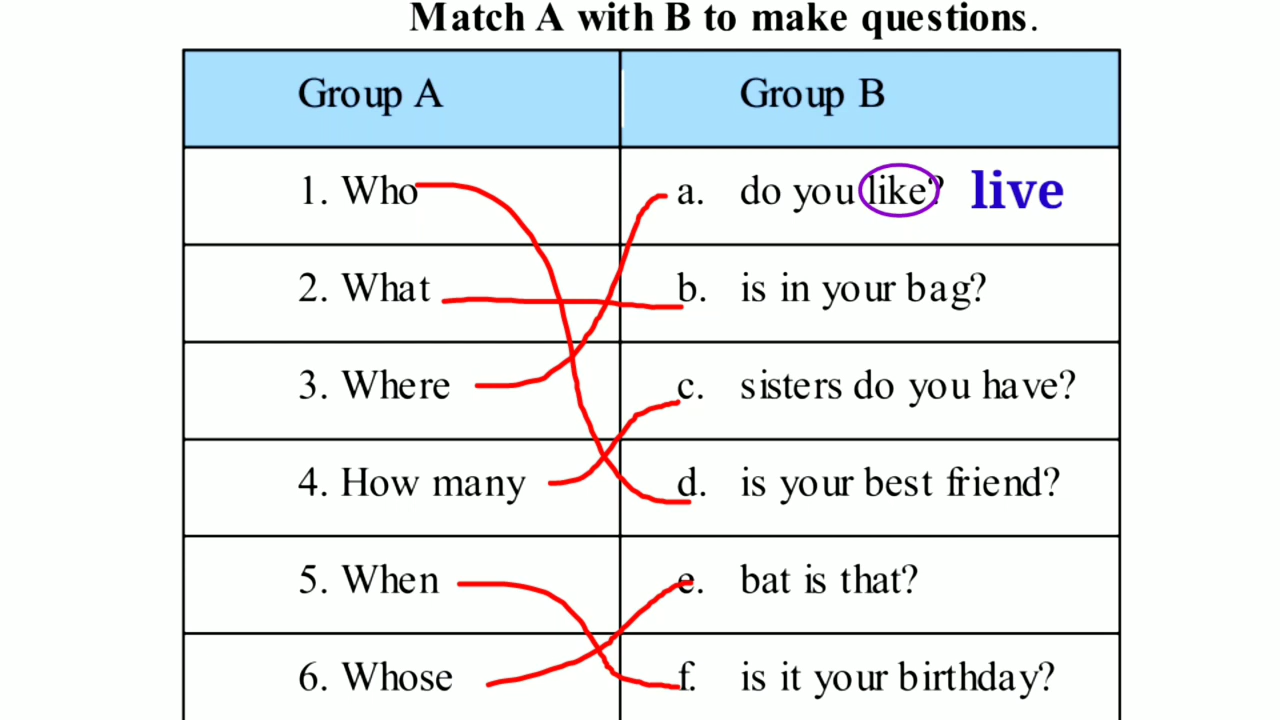 Match A with B to make questions.
Group A Group B
1. Who a. do you like? live
2. What b. is in your bag?
3. Where c. sisters do you have?
4. How many d. is your best friend?
5. When e. bat is that?
6. Whose f. is it your birthday?